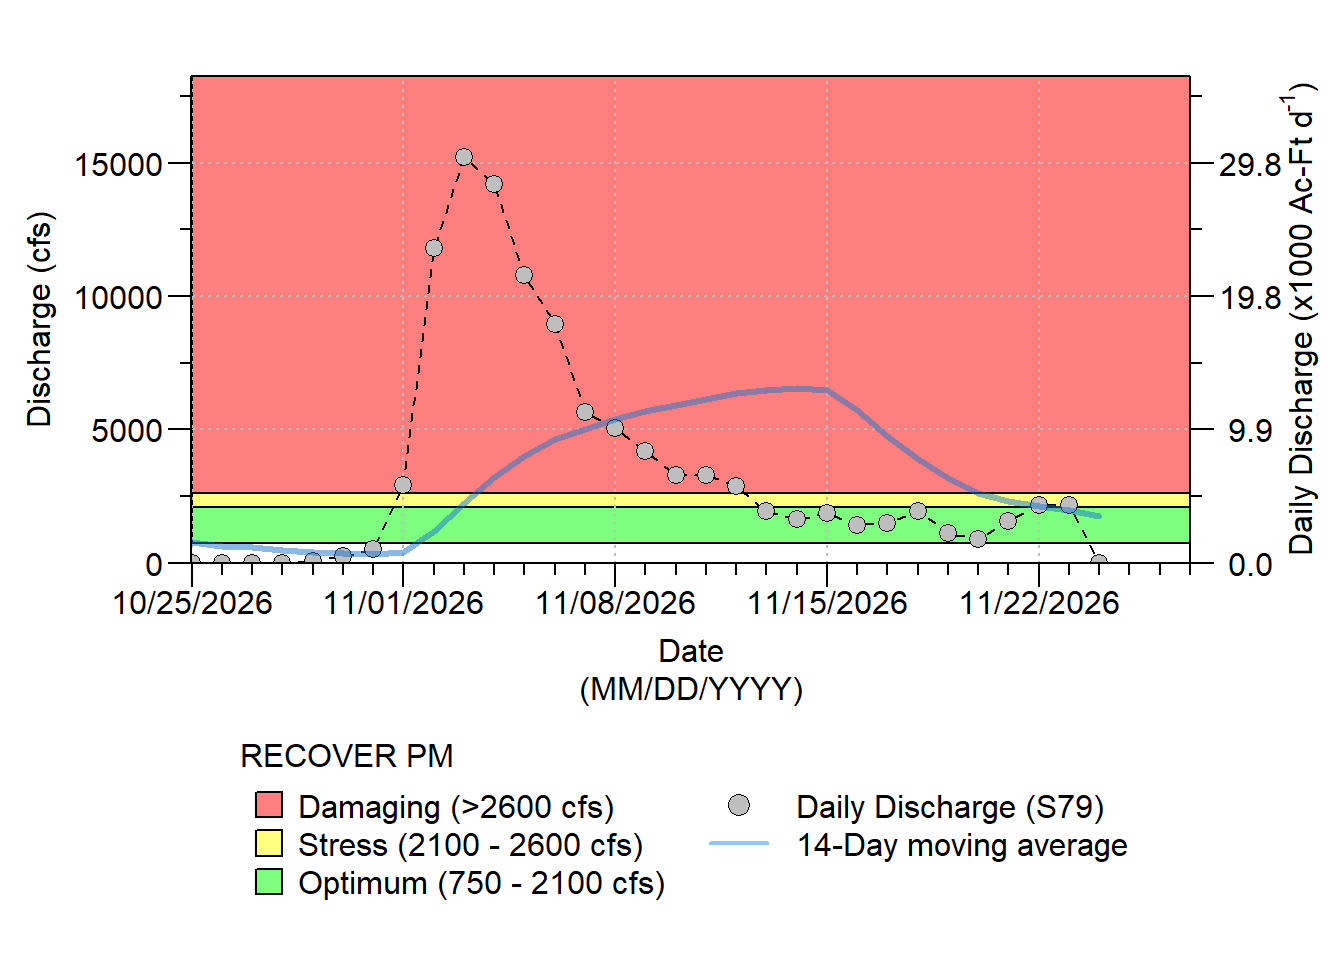 15000
10000
5000
0
Discharge (cfs)
29.8
19.8
9.9
0.0
Daily Discharge (x1000 Ac-Ft d-1)
10/25/2026
11/01/2026
11/08/2026
11/15/2026
11/22/2026
Date
(MM/DD/YYYY)
RECOVER PM
Damaging (>2600 cfs)
Stress (2100 - 2600 cfs)
Optimum (750 - 2100 cfs)
Daily Discharge (S79)
14-Day moving average